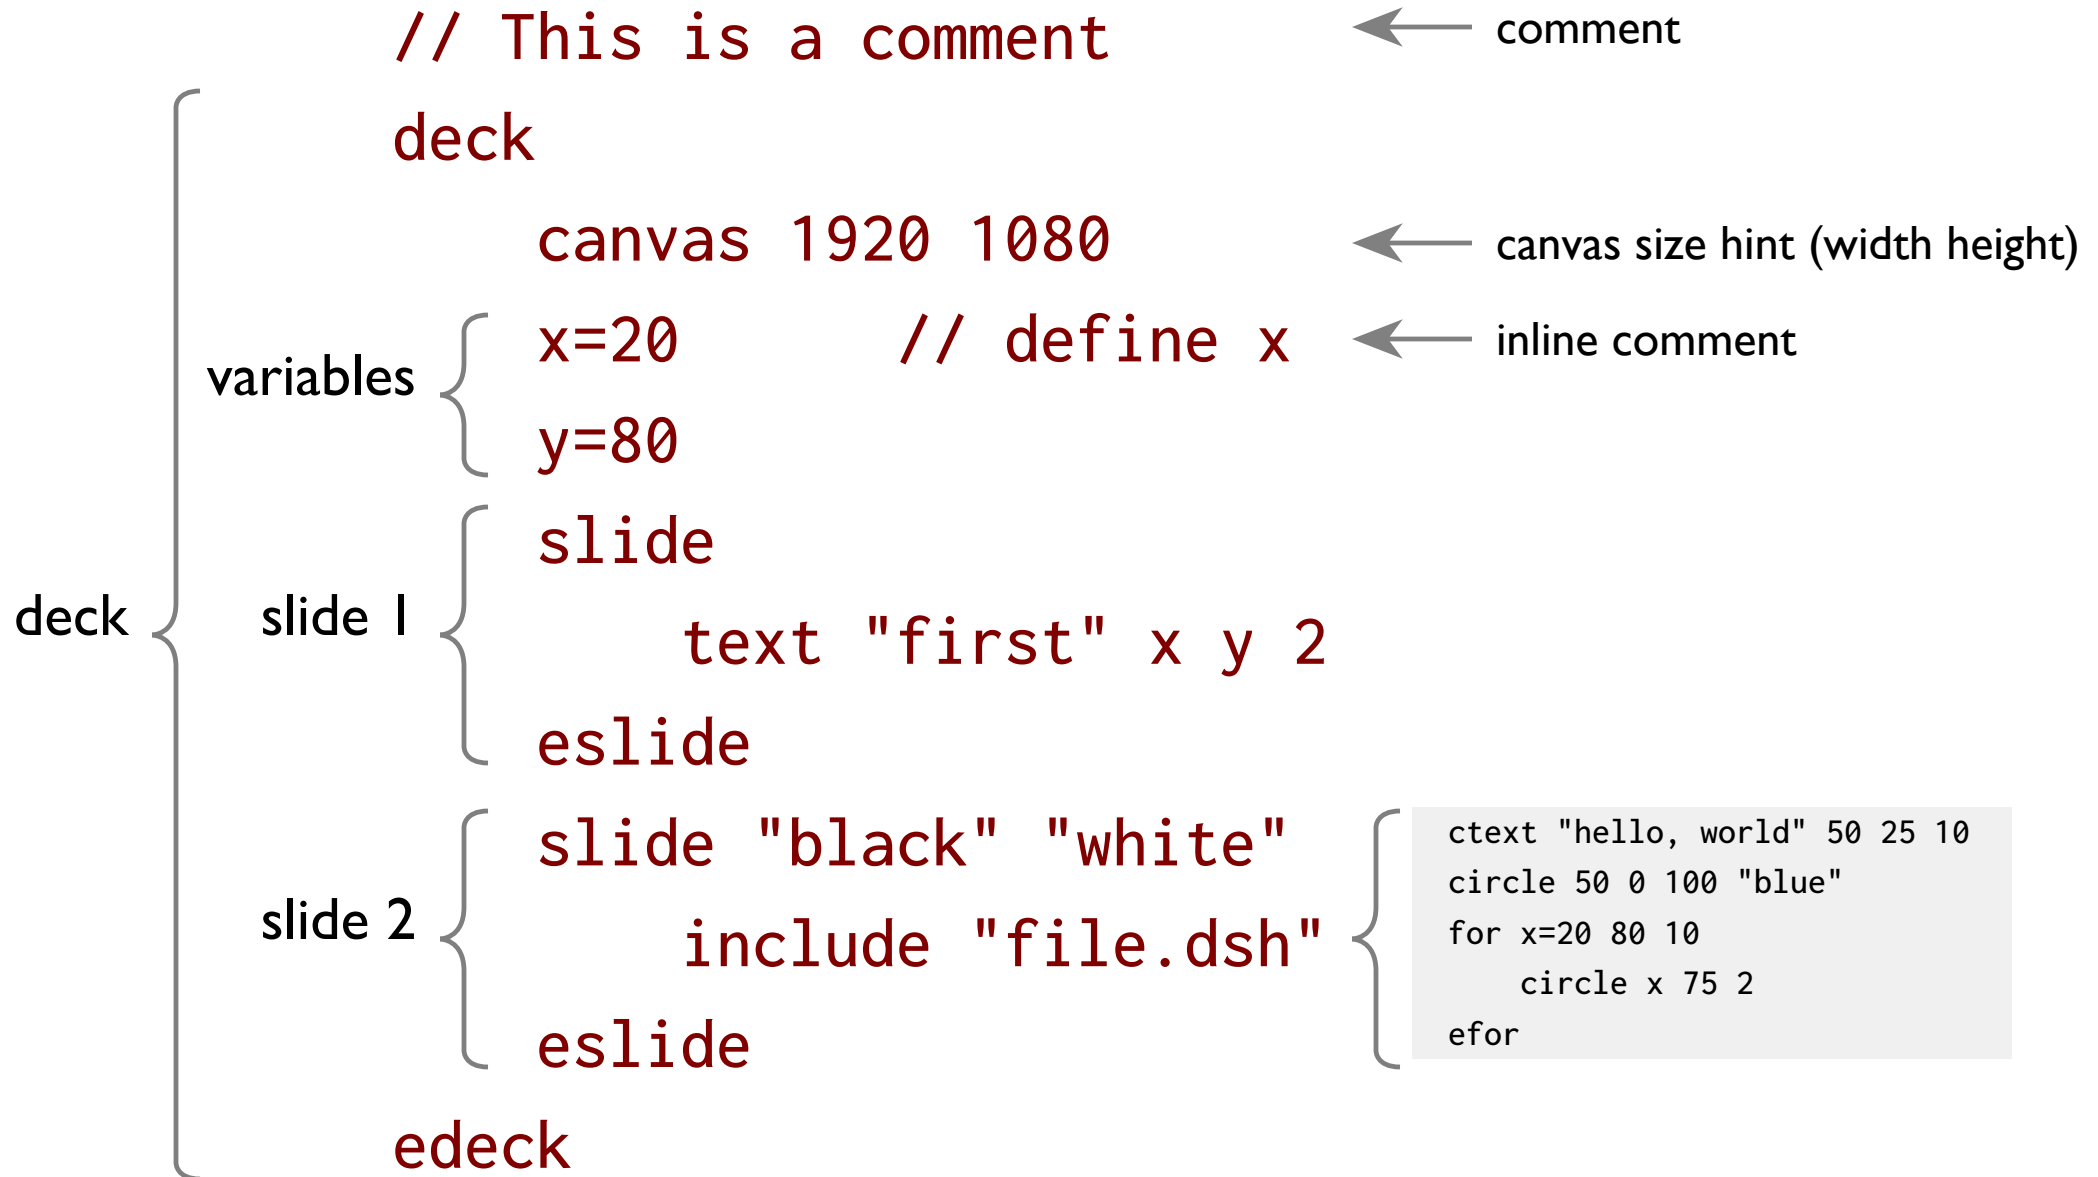 // This is a comment
comment
deck
canvas 1920 1080
canvas size hint (width height)
x=20 // define x
inline comment
variables
y=80
slide
deck
slide 1
text "first" x y 2
eslide
slide "black" "white"
slide 2
include "file.dsh"
eslide
ctext "hello, world" 50 25 10
circle 50 0 100 "blue"
for x=20 80 10
circle x 75 2
efor
edeck